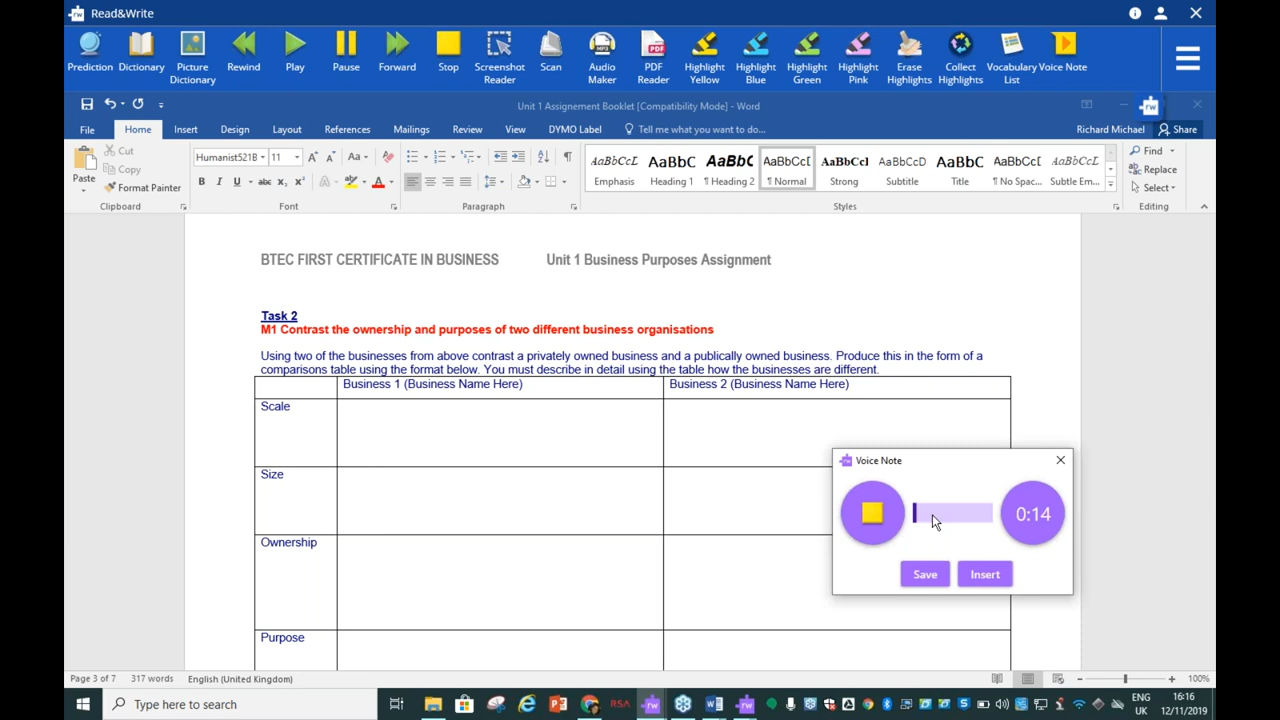 rw Read&Write
Prediction Dictionary Picture Dictionary Rewind Play Pause Forward Stop Screenshot Reader Scan Audio Maker PDF Reader Highlight Yellow Highlight Blue Highlight Green Highlight Pink Erase Highlights Collect Highlights Vocabulary List Voice Note
Unit 1 Assignement Booklet [Compatibility Mode] - Word
File Home Insert Design Layout References Mailings Review View DYMO Label Tell me what you want to do... Richard Michael Share
Paste Cut Copy Format Painter
Humanist521B 11
AaBbCcL AaBbC AaBbC AaBbCcI AaBbCcI AaBbCcD AaBbC AaBbCcI AaBbCcL
Emphasis Heading 1 ¶ Heading 2 ¶ Normal Strong Subtitle Title ¶ No Spac... Subtle Em...
Find
Replace
Select
Clipboard Font Paragraph Styles Editing
BTEC FIRST CERTIFICATE IN BUSINESS Unit 1 Business Purposes Assignment
Task 2
M1 Contrast the ownership and purposes of two different business organisations
Using two of the businesses from above contrast a privately owned business and a publically owned business. Produce this in the form of a
comparisons table using the format below. You must describe in detail using the table how the businesses are different.
Business 1 (Business Name Here) Business 2 (Business Name Here)
Scale
Size
Ownership
Purpose
rw Voice Note
0:14
Save Insert
Page 3 of 7 317 words English (United Kingdom) 100%
Type here to search
RSA
ENG
UK
16:16
12/11/2019